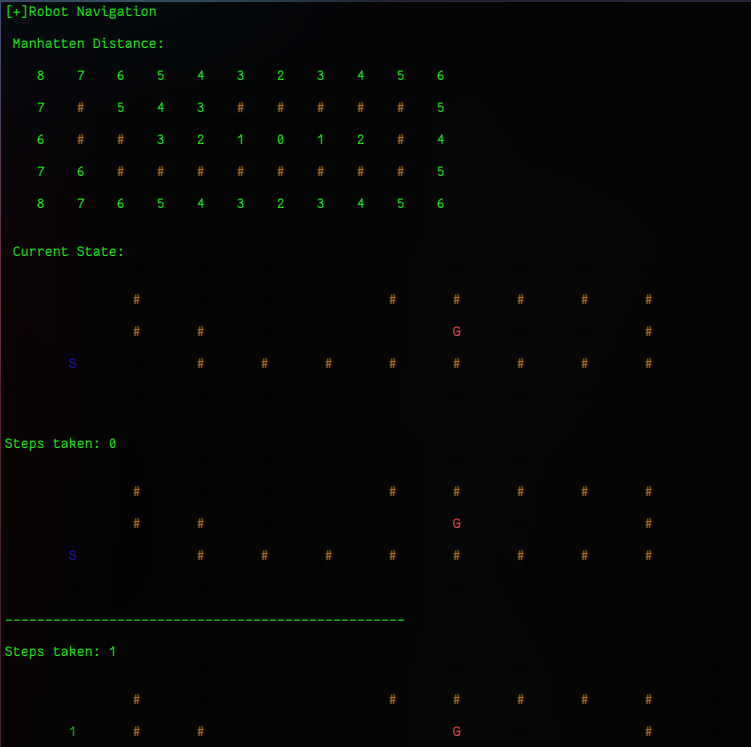 [+]Robot Navigation
Manhatten Distance:
8 7 6 5 4 3 2 3 4 5 6
7 # 5 4 3 # # # # # 5
6 # # 3 2 1 0 1 2 # 4
7 6 # # # # # # # # 5
8 7 6 5 4 3 2 3 4 5 6
Current State:
# # # # # #
# # G #
S # # # # # # # #
Steps taken: 0
# # # # # #
# # G #
S # # # # # # # #
--------------------------------------------------
Steps taken: 1
# # # # # #
1 # # G #